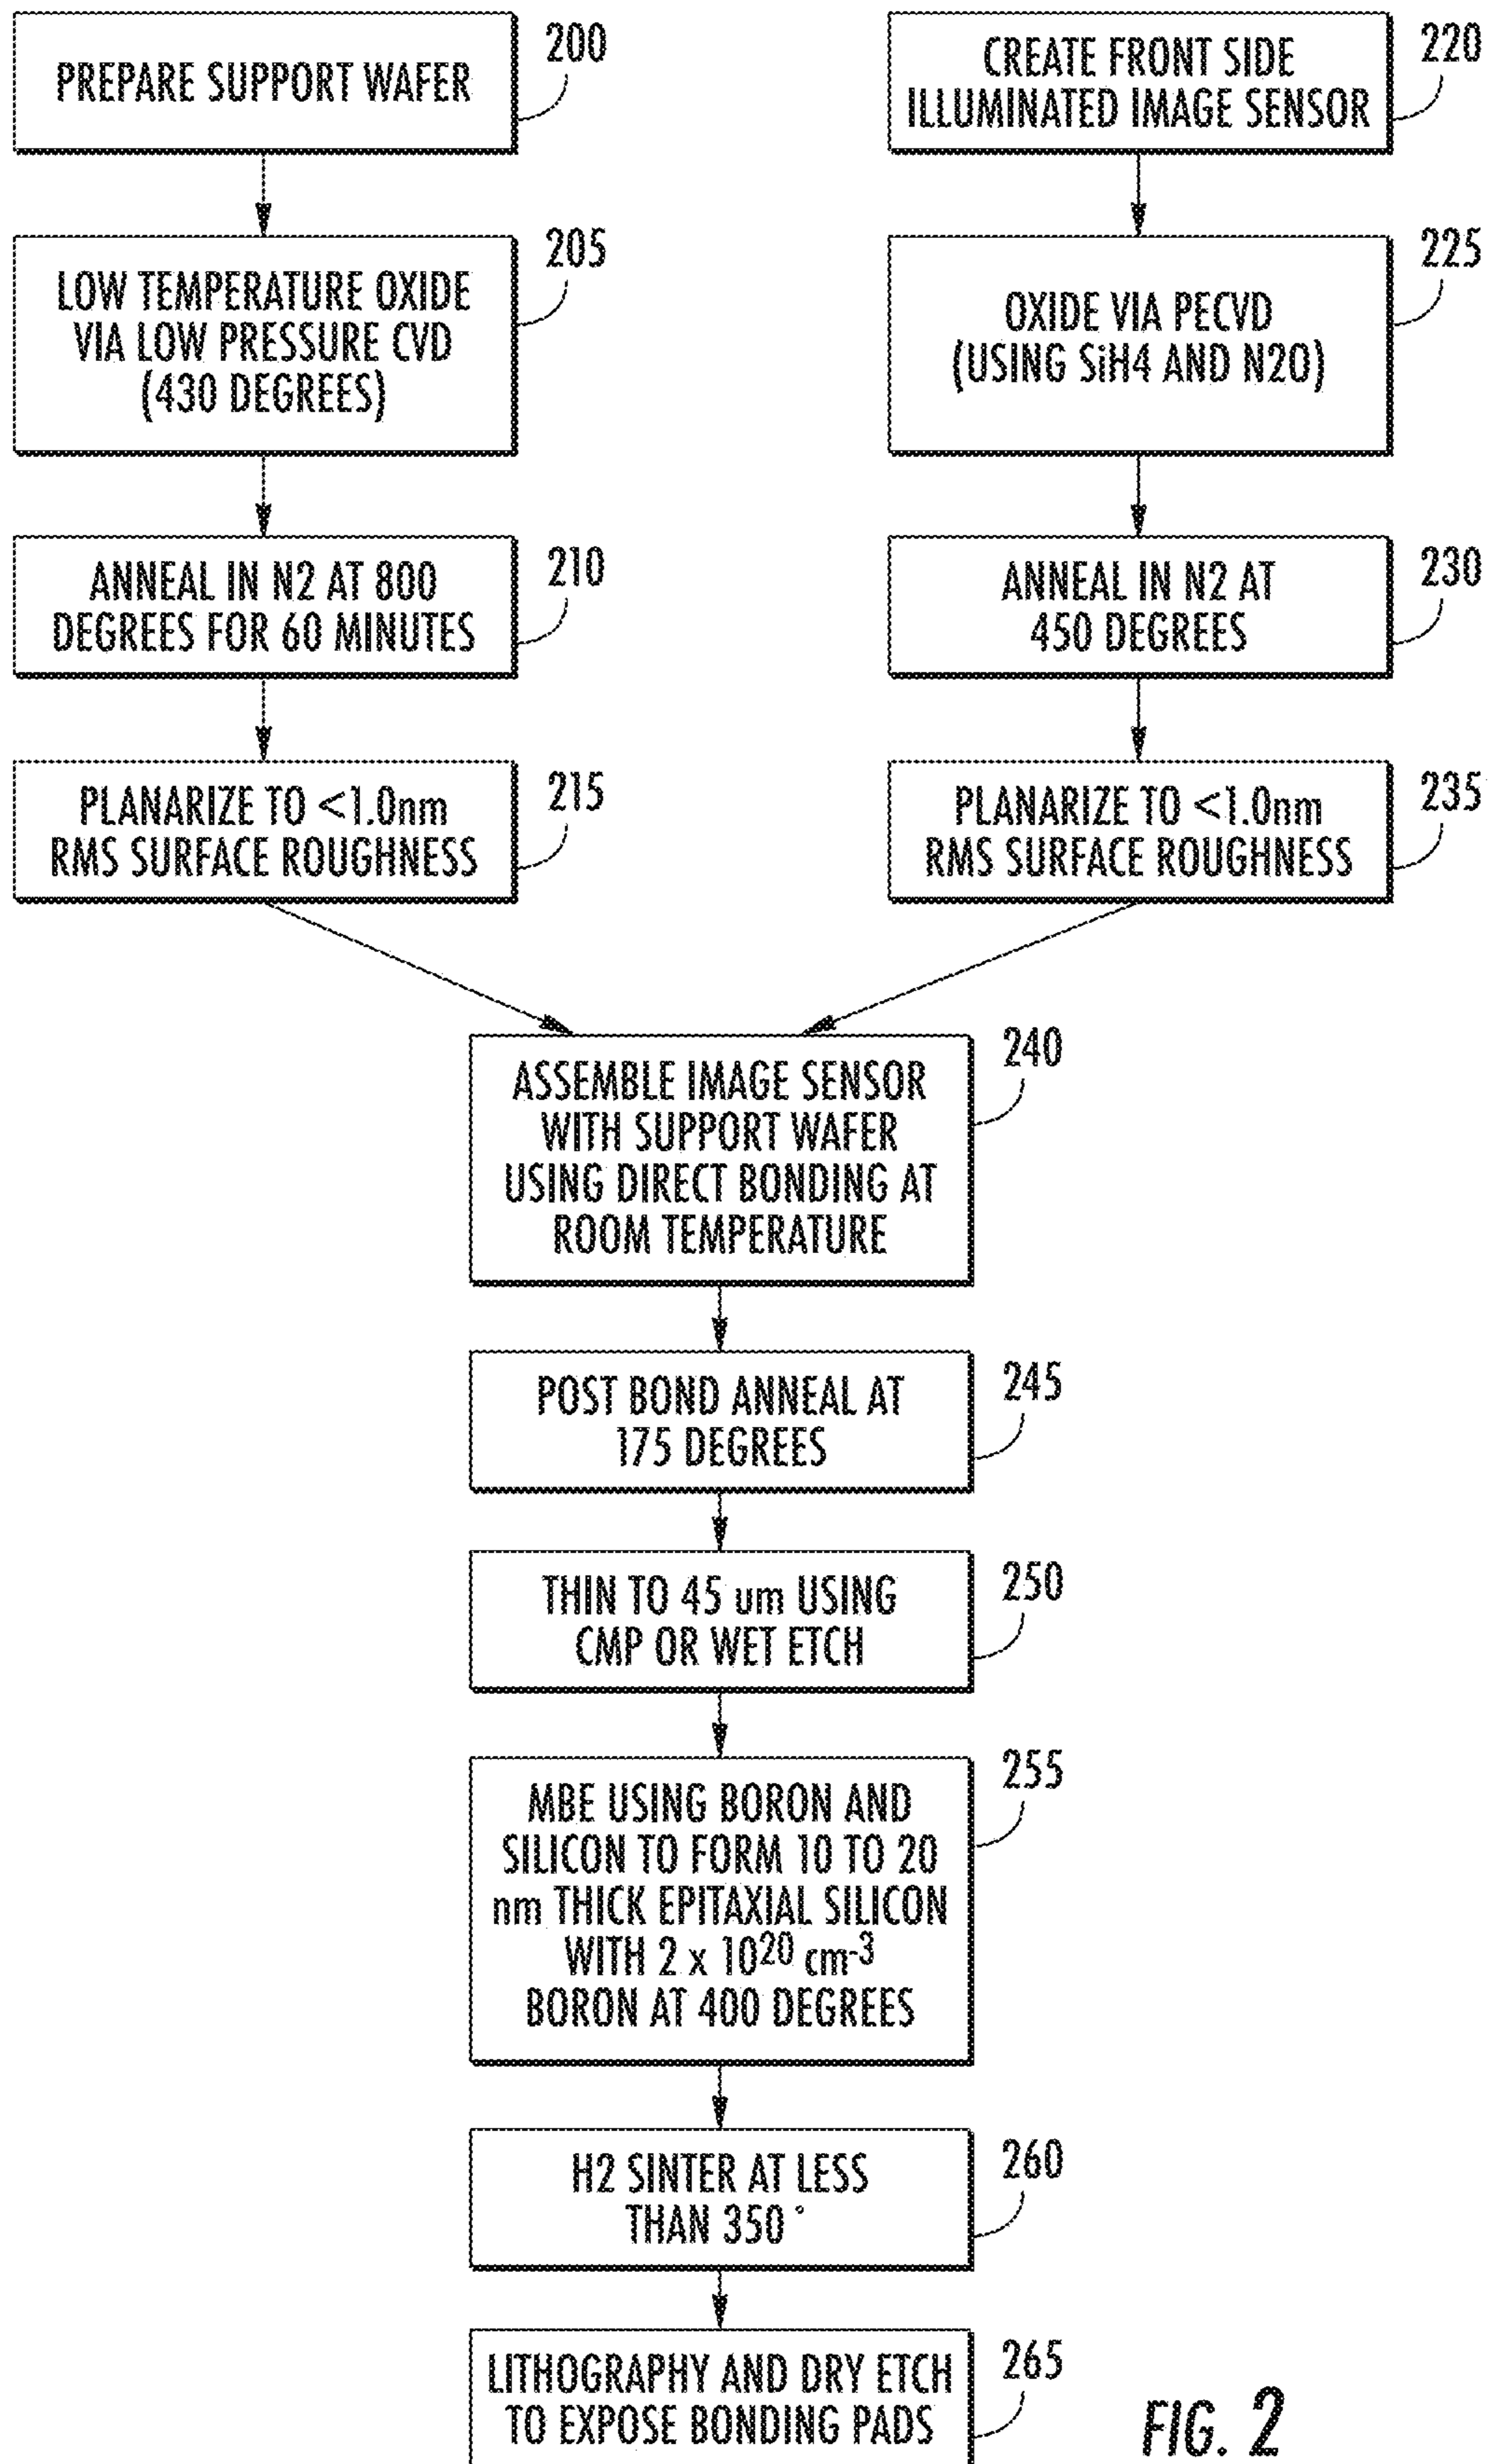 PREPARE SUPPORT WAFER
200
LOW TEMPERATURE OXIDE
VIA LOW PRESSURE CVD
(430 DEGREES)
205
ANNEAL IN N2 AT 800
DEGREES FOR 60 MINUTES
210
PLANARIZE TO <1.0nm
RMS SURFACE ROUGHNESS
215
CREATE FRONT SIDE
ILLUMINATED IMAGE SENSOR
220
OXIDE VIA PECVD
(USING SiH4 AND N2O)
225
ANNEAL IN N2 AT
450 DEGREES
230
PLANARIZE TO <1.0nm
RMS SURFACE ROUGHNESS
235
ASSEMBLE IMAGE SENSOR
WITH SUPPORT WAFER
USING DIRECT BONDING AT
ROOM TEMPERATURE
240
POST BOND ANNEAL AT
175 DEGREES
245
THIN TO 45 um USING
CMP OR WET ETCH
250
MBE USING BORON AND
SILICON TO FORM 10 TO 20
nm THICK EPITAXIAL SILICON
WITH 2 x 10²⁰ cm⁻³
BORON AT 400 DEGREES
255
H2 SINTER AT LESS
THAN 350°
260
LITHOGRAPHY AND DRY ETCH
TO EXPOSE BONDING PADS
265
FIG. 2